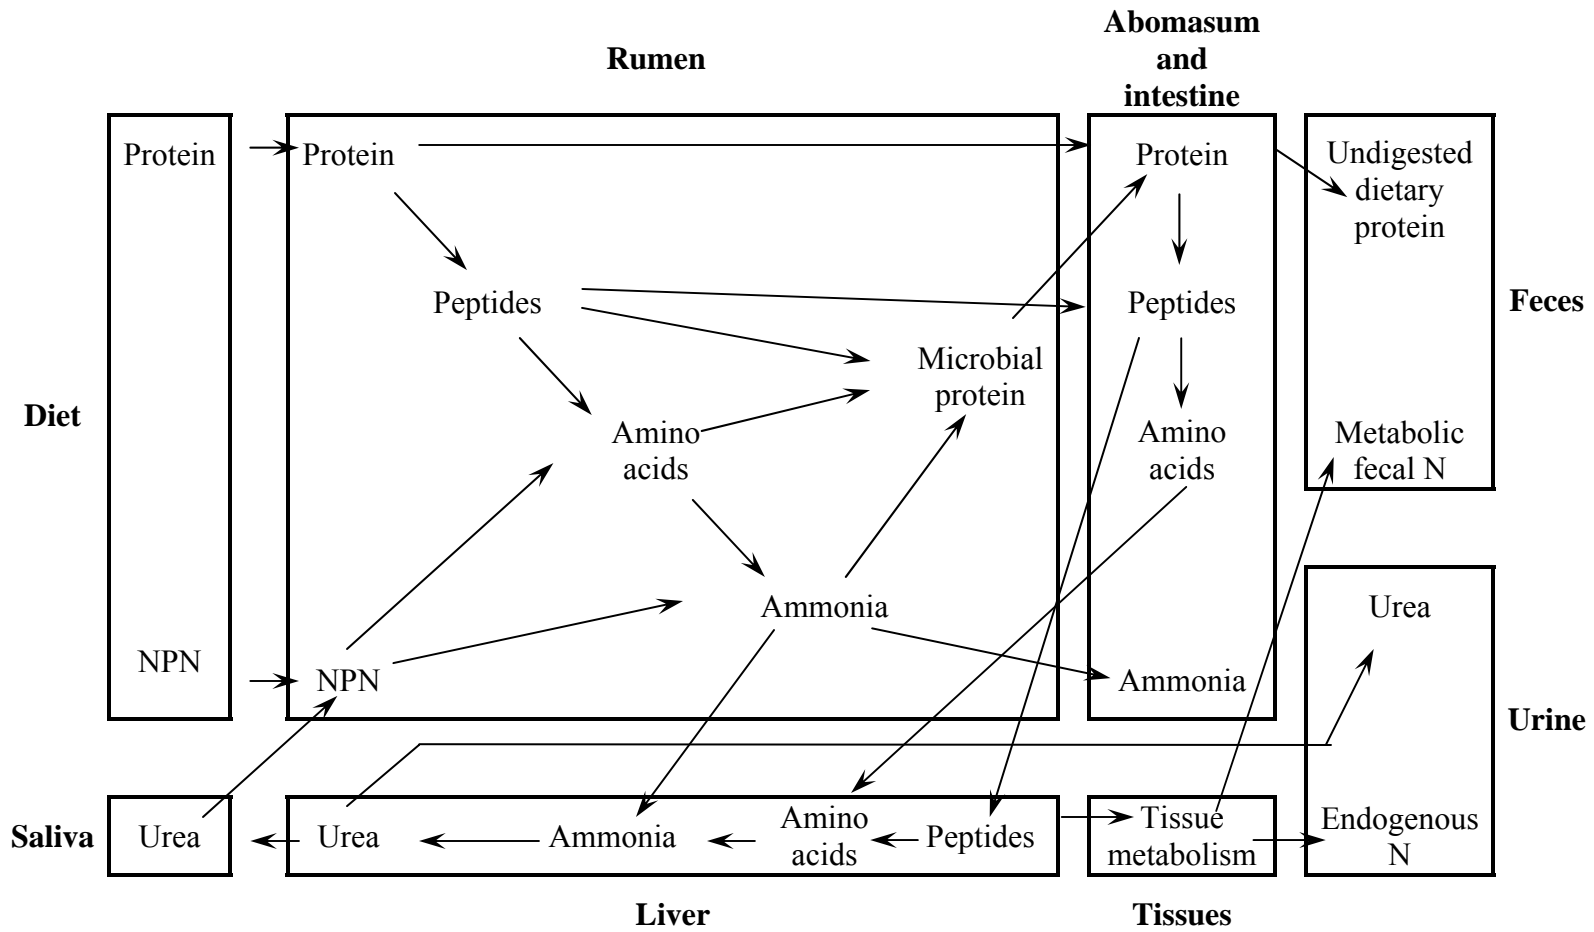 Abomasum
and
intestine
Rumen
Protein
Protein
Protein
Undigested
dietary
protein
Peptides
Peptides
Feces
Microbial
protein
Diet
Amino
acids
Amino
acids
Metabolic
fecal N
Ammonia
Urea
NPN
NPN
Ammonia
Urine
Saliva
Urea
Urea
Ammonia
Amino
acids
Peptides
Tissue
metabolism
Endogenous
N
Liver
Tissues